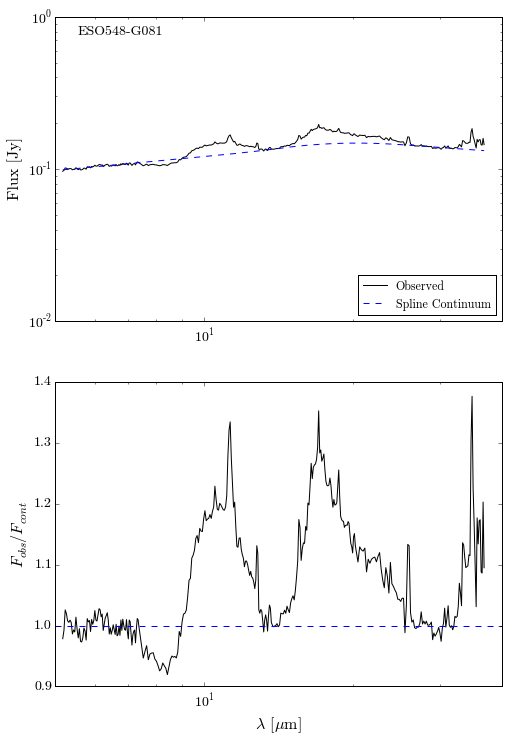 10^0
ESO548-G081
Flux [Jy]
10^-1
Observed
Spline Continuum
10^-2
10^1
1.4
1.3
1.2
F_obs/F_cont
1.1
1.0
0.9
10^1
λ [μm]